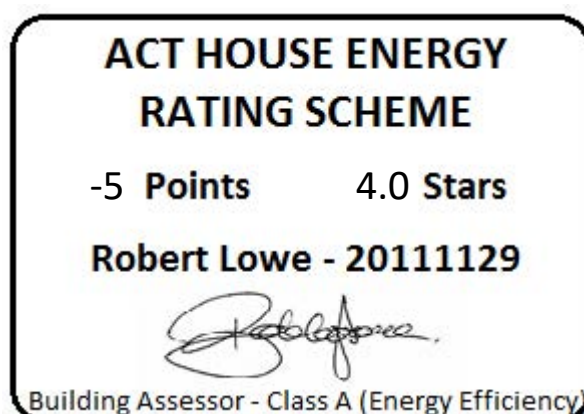 ACT HOUSE ENERGY
RATING SCHEME
-5 Points 4.0 Stars
Robert Lowe - 20111129
Building Assessor - Class A (Energy Efficiency)